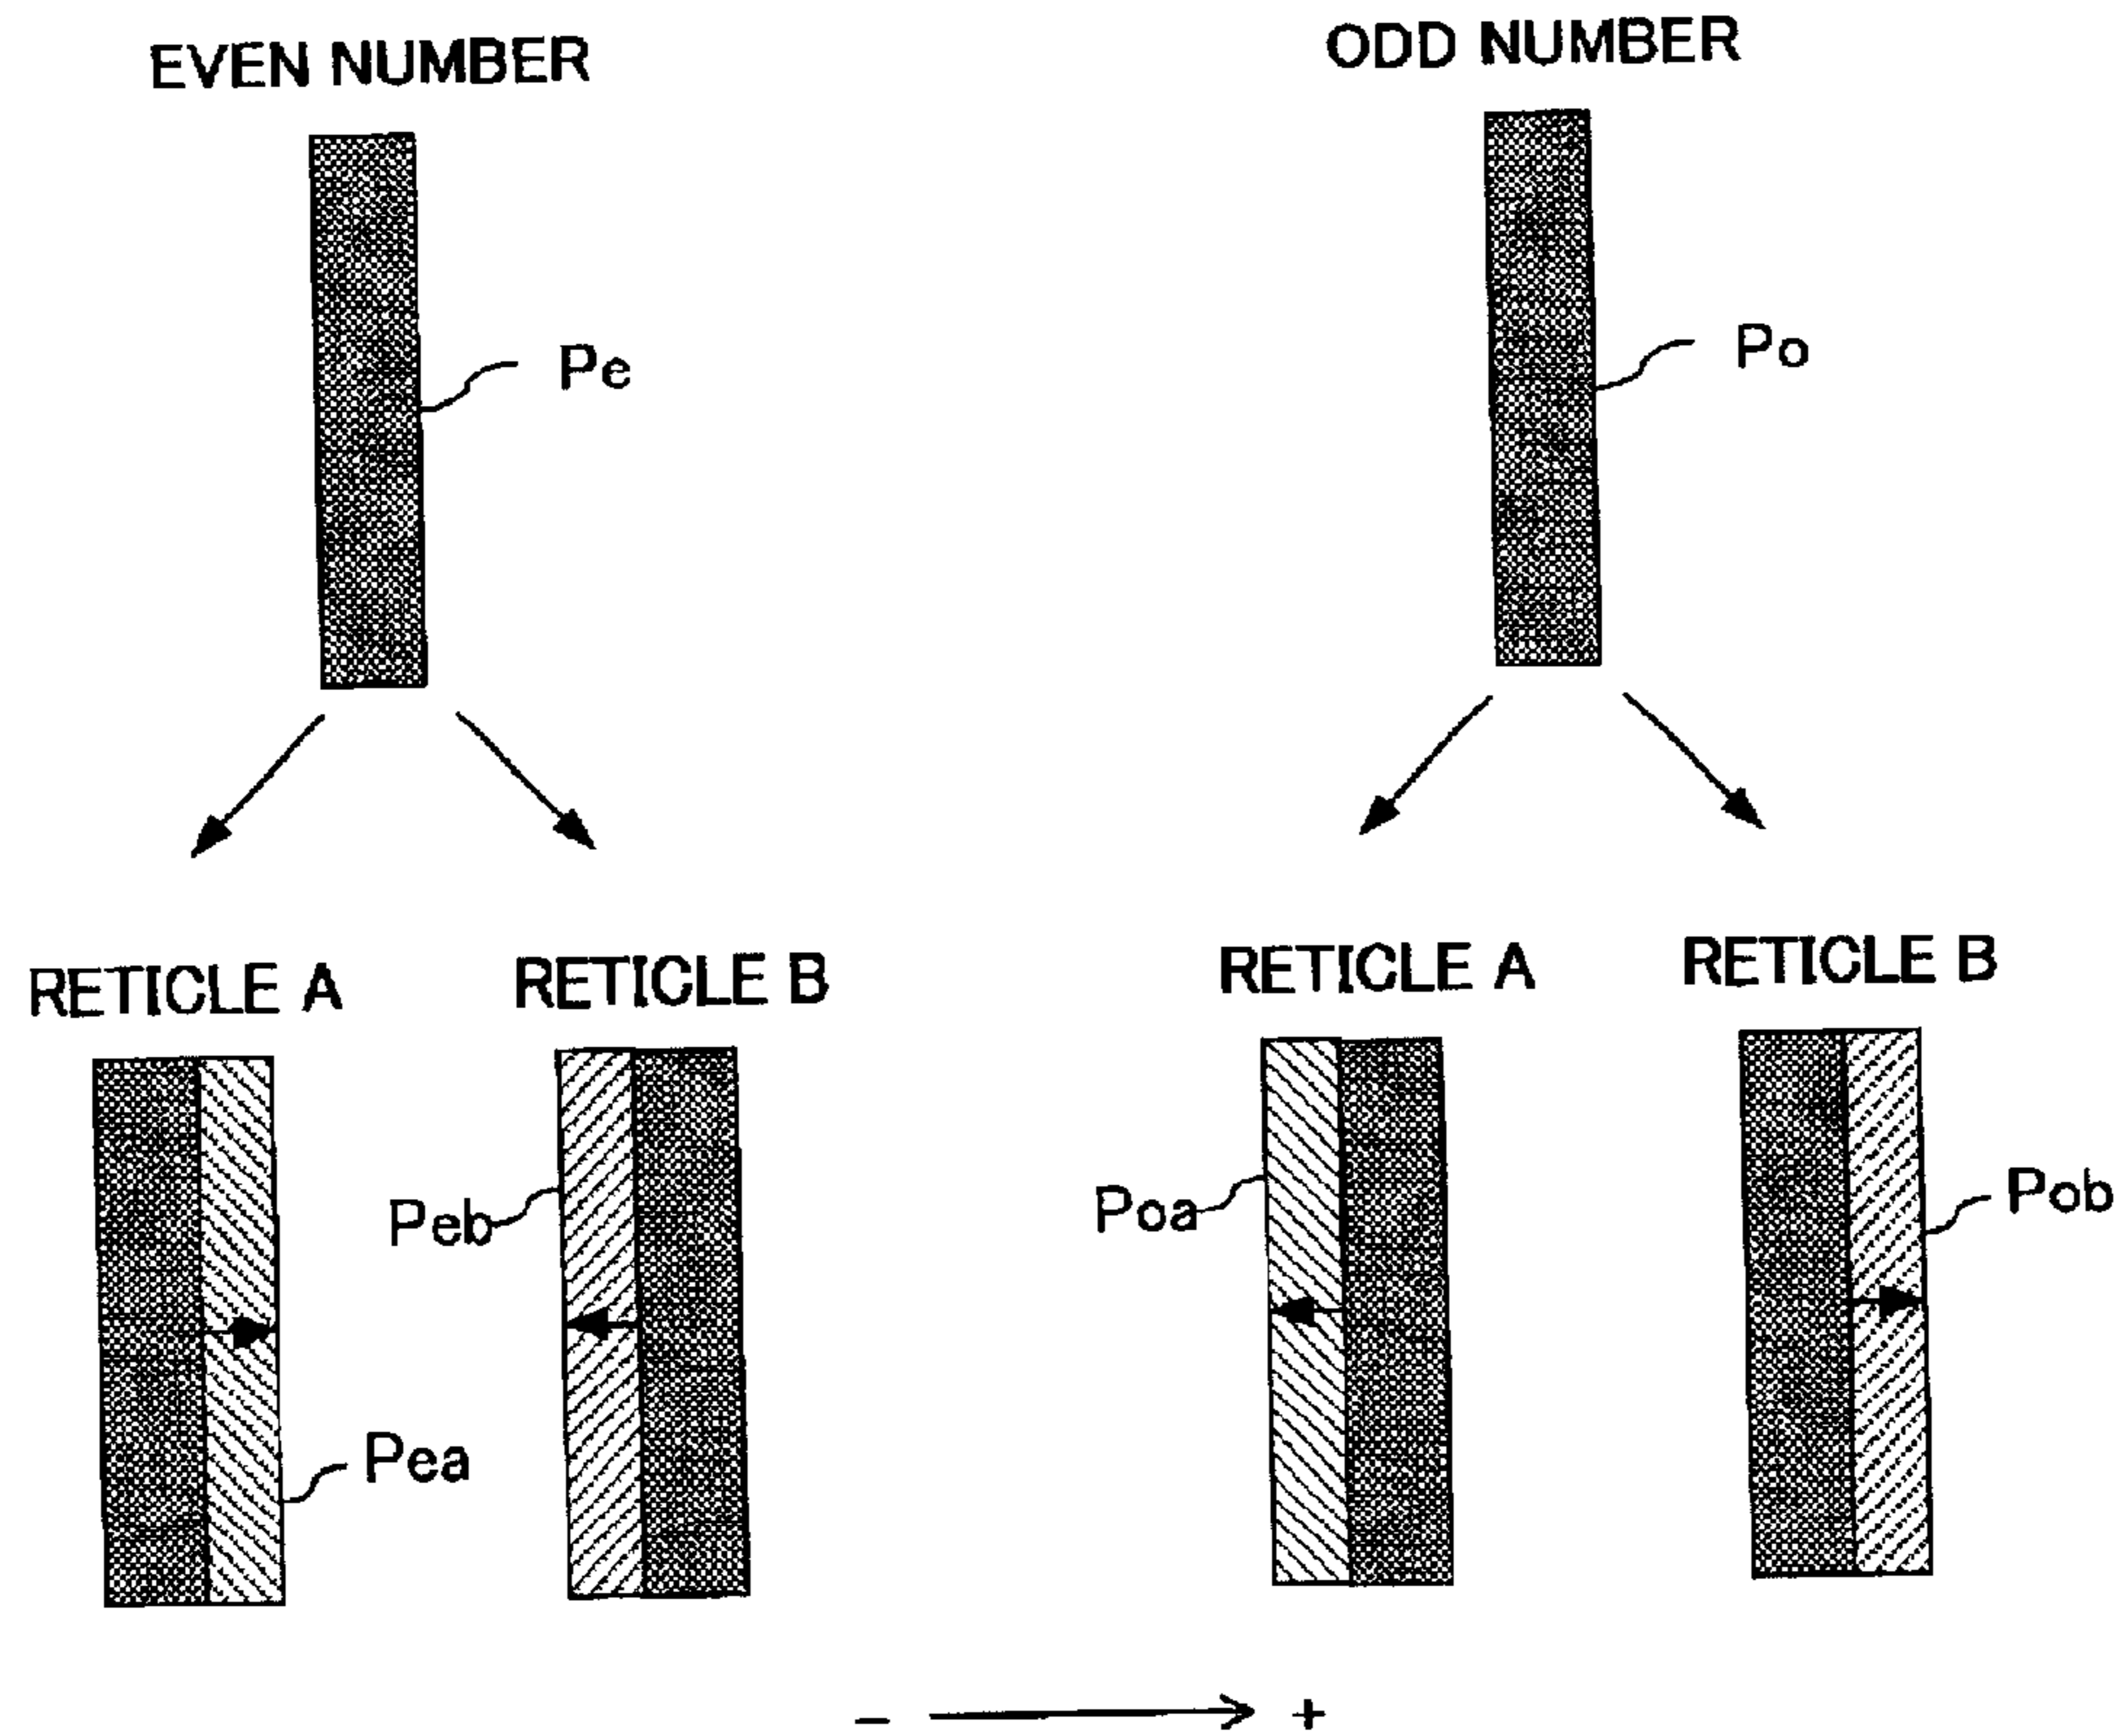 EVEN NUMBER
ODD NUMBER
Pe
Po
RETICLE A
RETICLE B
RETICLE A
RETICLE B
Peb
Poa
Pob
Pea
- +